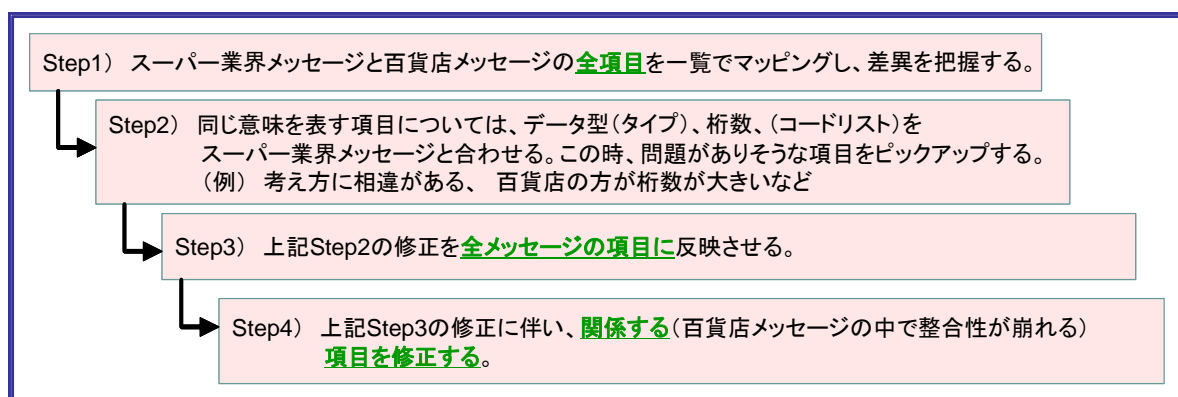 Step1） スーパー業界メッセージと百貨店メッセージの全項目を一覧でマッピングし、差異を把握する。
Step2） 同じ意味を表す項目については、データ型（タイプ）、桁数、（コードリスト）を
スーパー業界メッセージと合わせる。この時、問題がありそうな項目をピックアップする。
（例） 考え方に相違がある、 百貨店の方が桁数が大きいなど
Step3） 上記Step2の修正を全メッセージの項目に反映させる。
Step4） 上記Step3の修正に伴い、関係する（百貨店メッセージの中で整合性が崩れる）
項目を修正する。